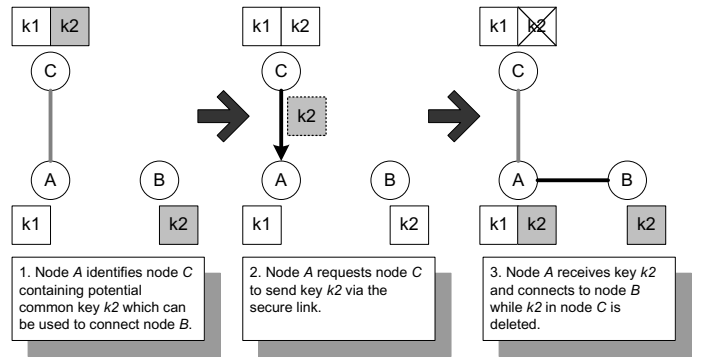 k1 k2 k1 k2 k1 k2
C C C
k2
A B A B A B
k1 k2 k1 k2 k1 k2 k2
1. Node A identifies node C
containing potential
common key k2 which can
be used to connect node B.
2. Node A requests node C
to send key k2 via the
secure link.
3. Node A receives key k2
and connects to node B
while k2 in node C is
deleted.